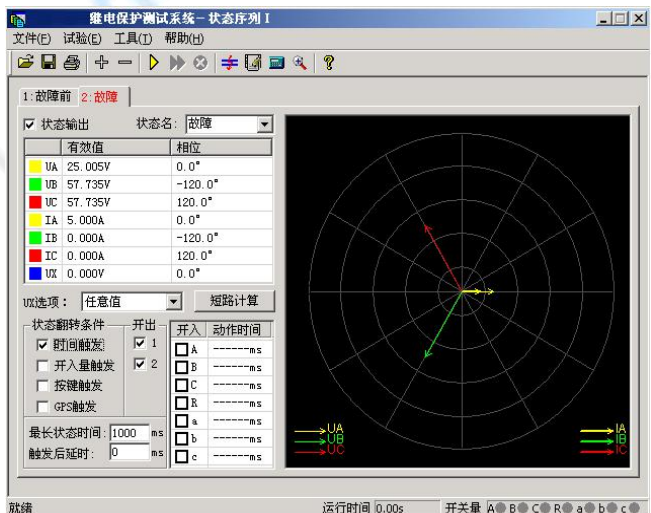 继电保护测试系统－状态序列 I
文件(F) 试验(E) 工具(T) 帮助(H)
1:故障前 2:故障
状态输出 状态名: 故障
有效值 相位
UA 25.005V 0.0°
UB 57.735V -120.0°
UC 57.735V 120.0°
IA 5.000A 0.0°
IB 0.000A -120.0°
IC 0.000A 120.0°
UX 0.000V 0.0°
UX选项: 任意值 短路计算
状态翻转条件 开出 开入 动作时间
时间触发 1 A ------ms
开入量触发 2 B ------ms
按键触发 C ------ms
GPS触发 R ------ms
a ------ms
最长状态时间: 1000 ms b ------ms
触发后延时: 0 ms c ------ms
UA IA
UB IB
UC IC
就绪 运行时间 0.00s 开关量 A B C R a b c